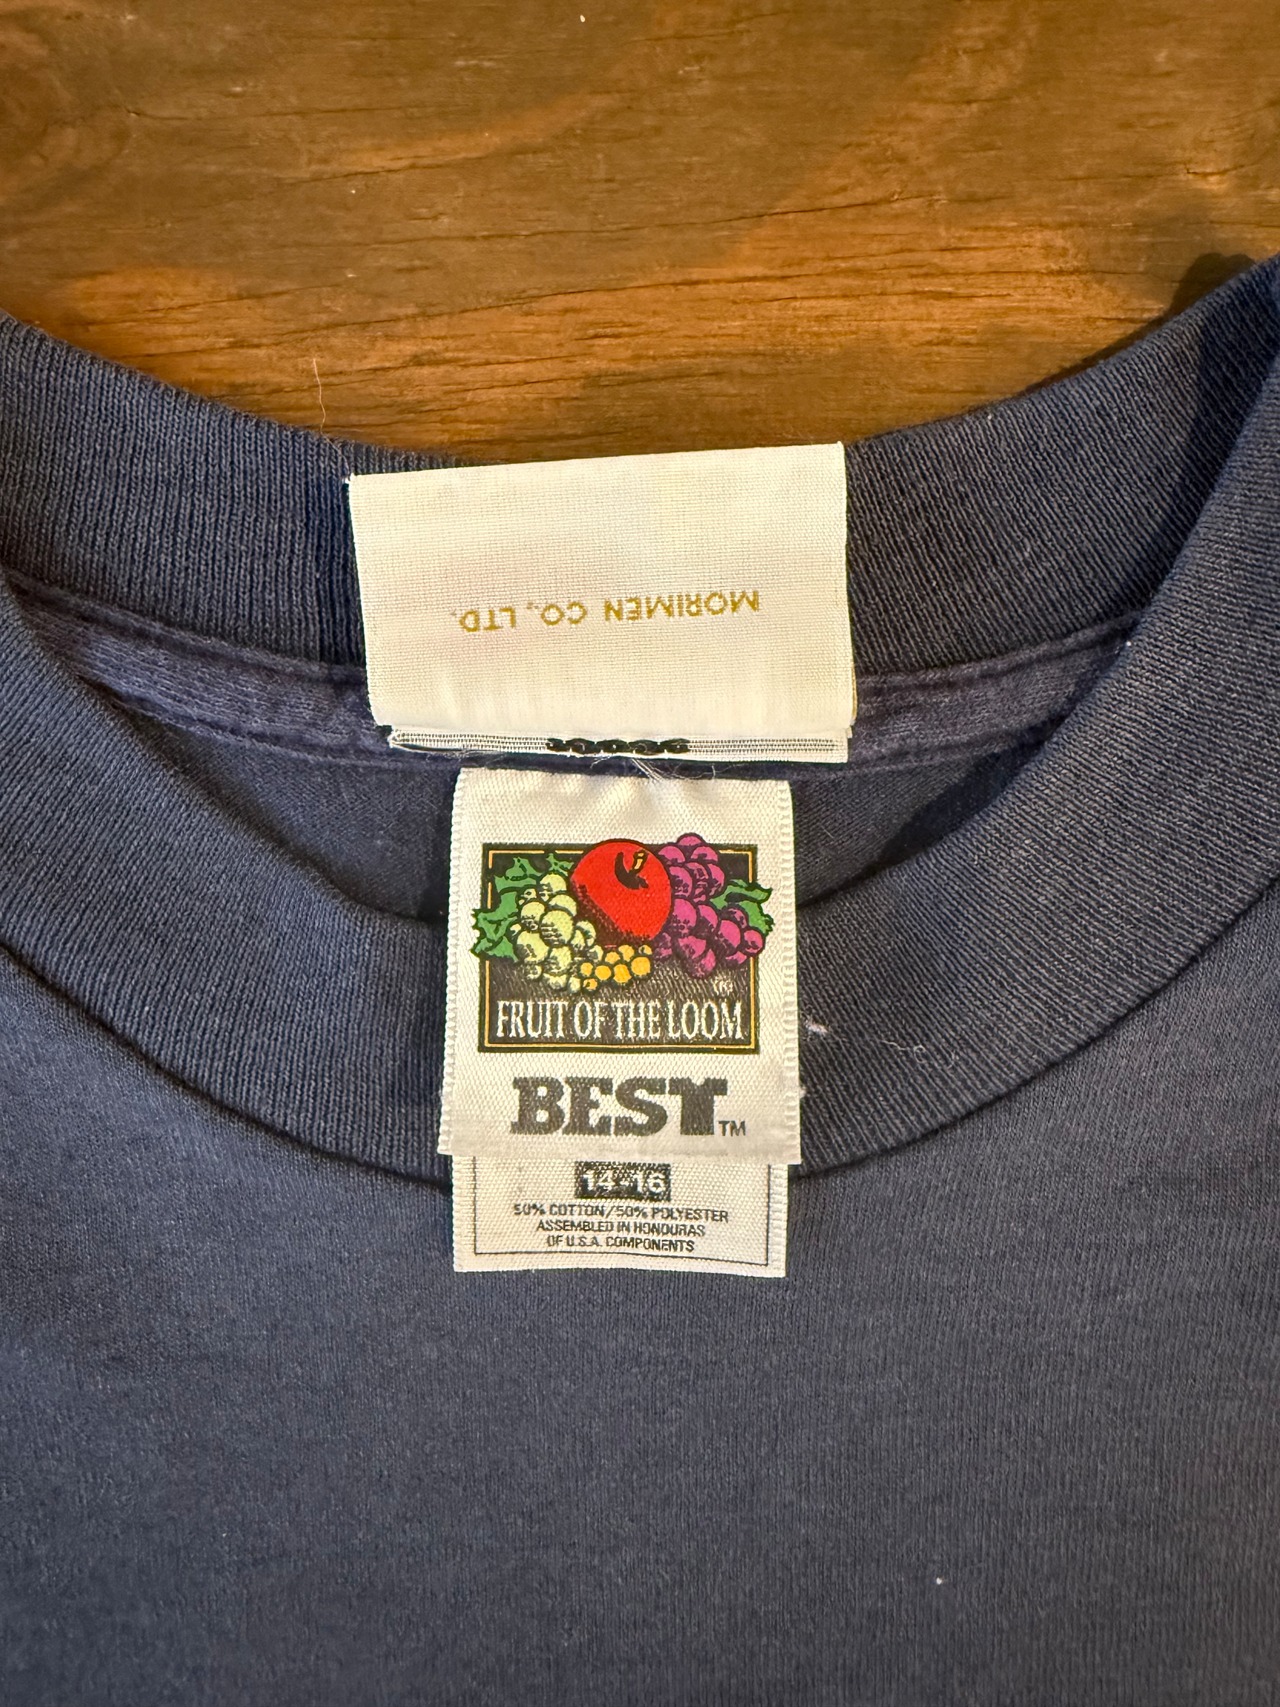 MORIMEN CO., LTD.
®
FRUIT OF THE LOOM
BEST™
14-16
50% COTTON/50% POLYESTER
ASSEMBLED IN HONDURAS
OF U.S.A. COMPONENTS